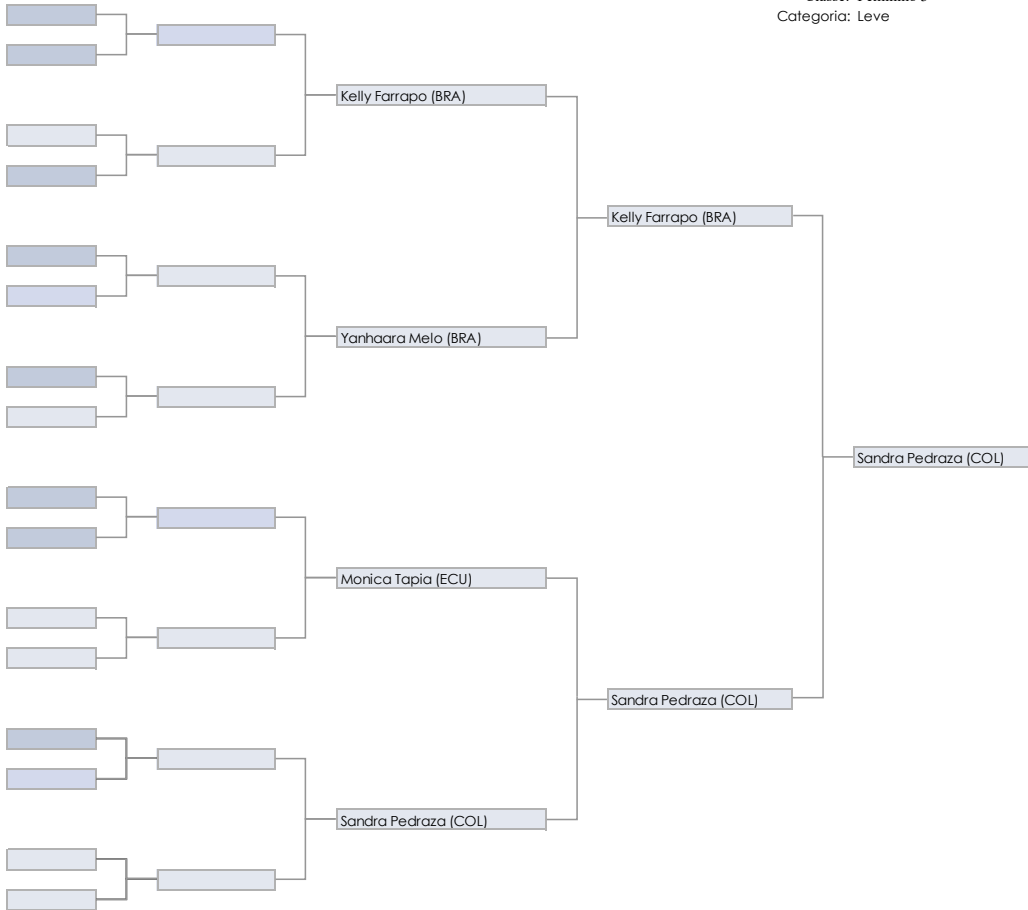 Categoria: Leve
Kelly Farrapo (BRA)
Kelly Farrapo (BRA)
Yanhaara Melo (BRA)
Sandra Pedraza (COL)
Monica Tapia (ECU)
Sandra Pedraza (COL)
Sandra Pedraza (COL)